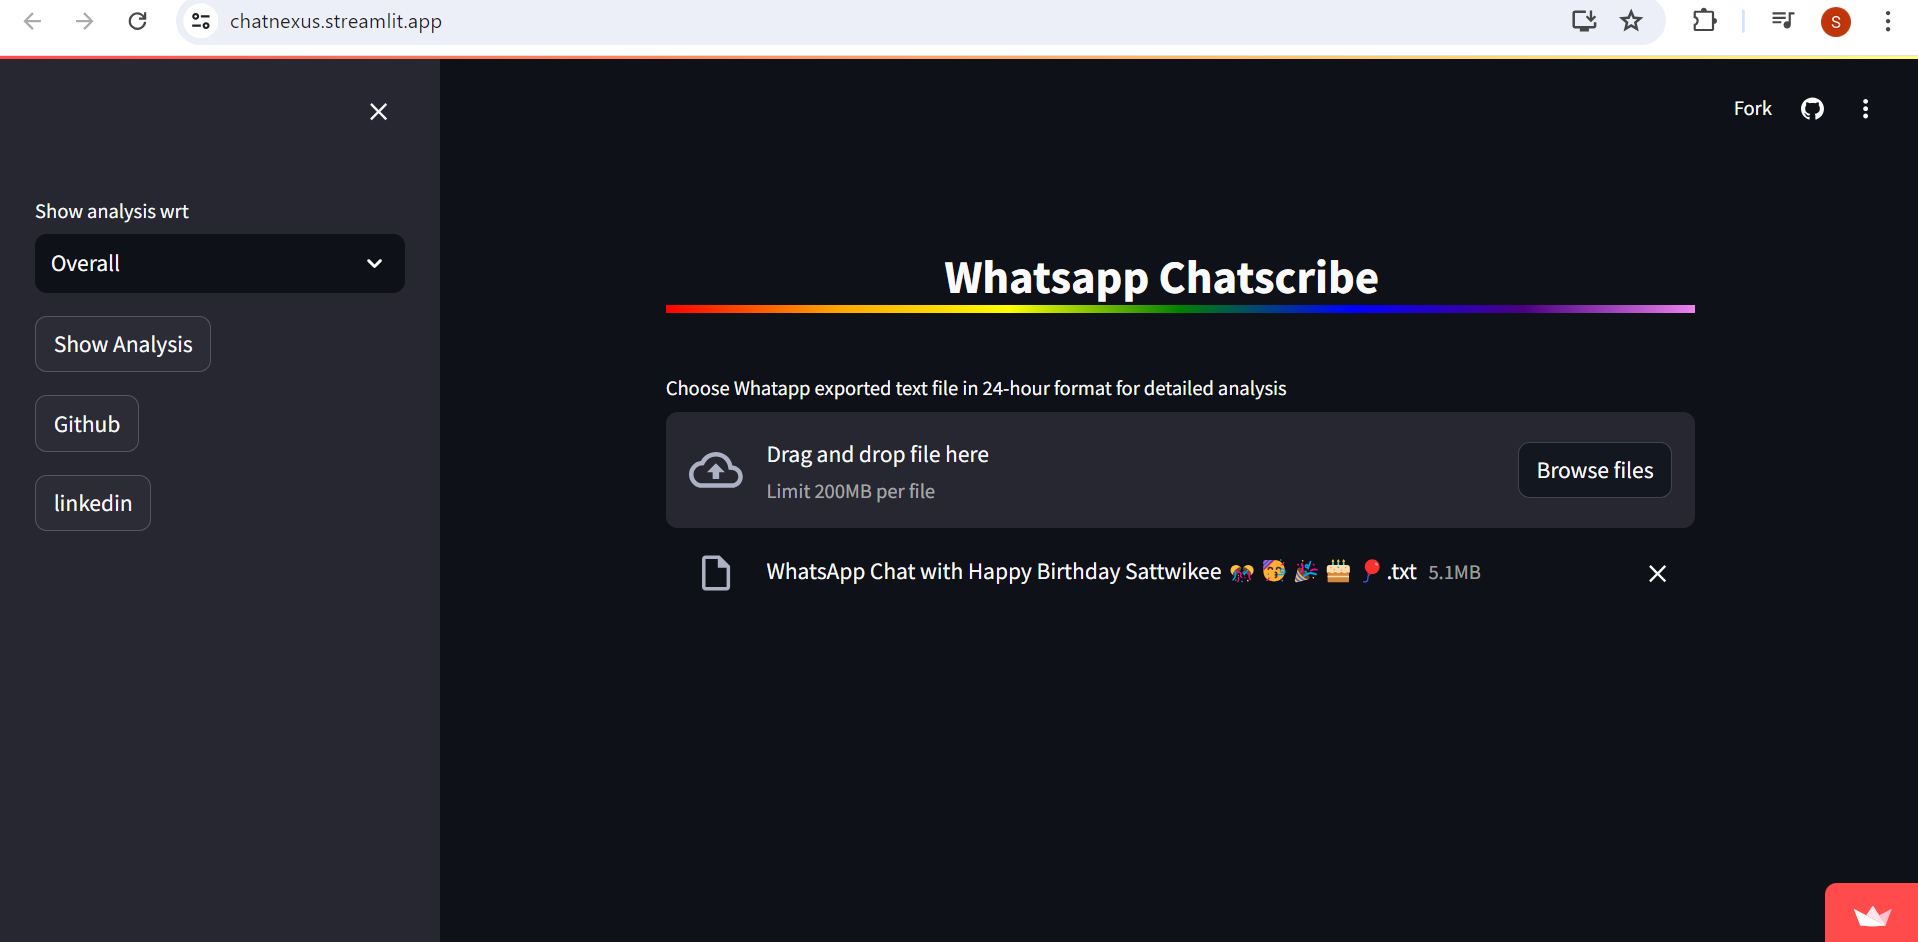 chatnexus.streamlit.app
S
Fork
Show analysis wrt
Overall
Show Analysis
Github
linkedin
Whatsapp Chatscribe
Choose Whatapp exported text file in 24-hour format for detailed analysis
Drag and drop file here
Limit 200MB per file
Browse files
WhatsApp Chat with Happy Birthday Sattwikee 🎊 🥳 🎉 🎂 🎈 .txt 5.1MB